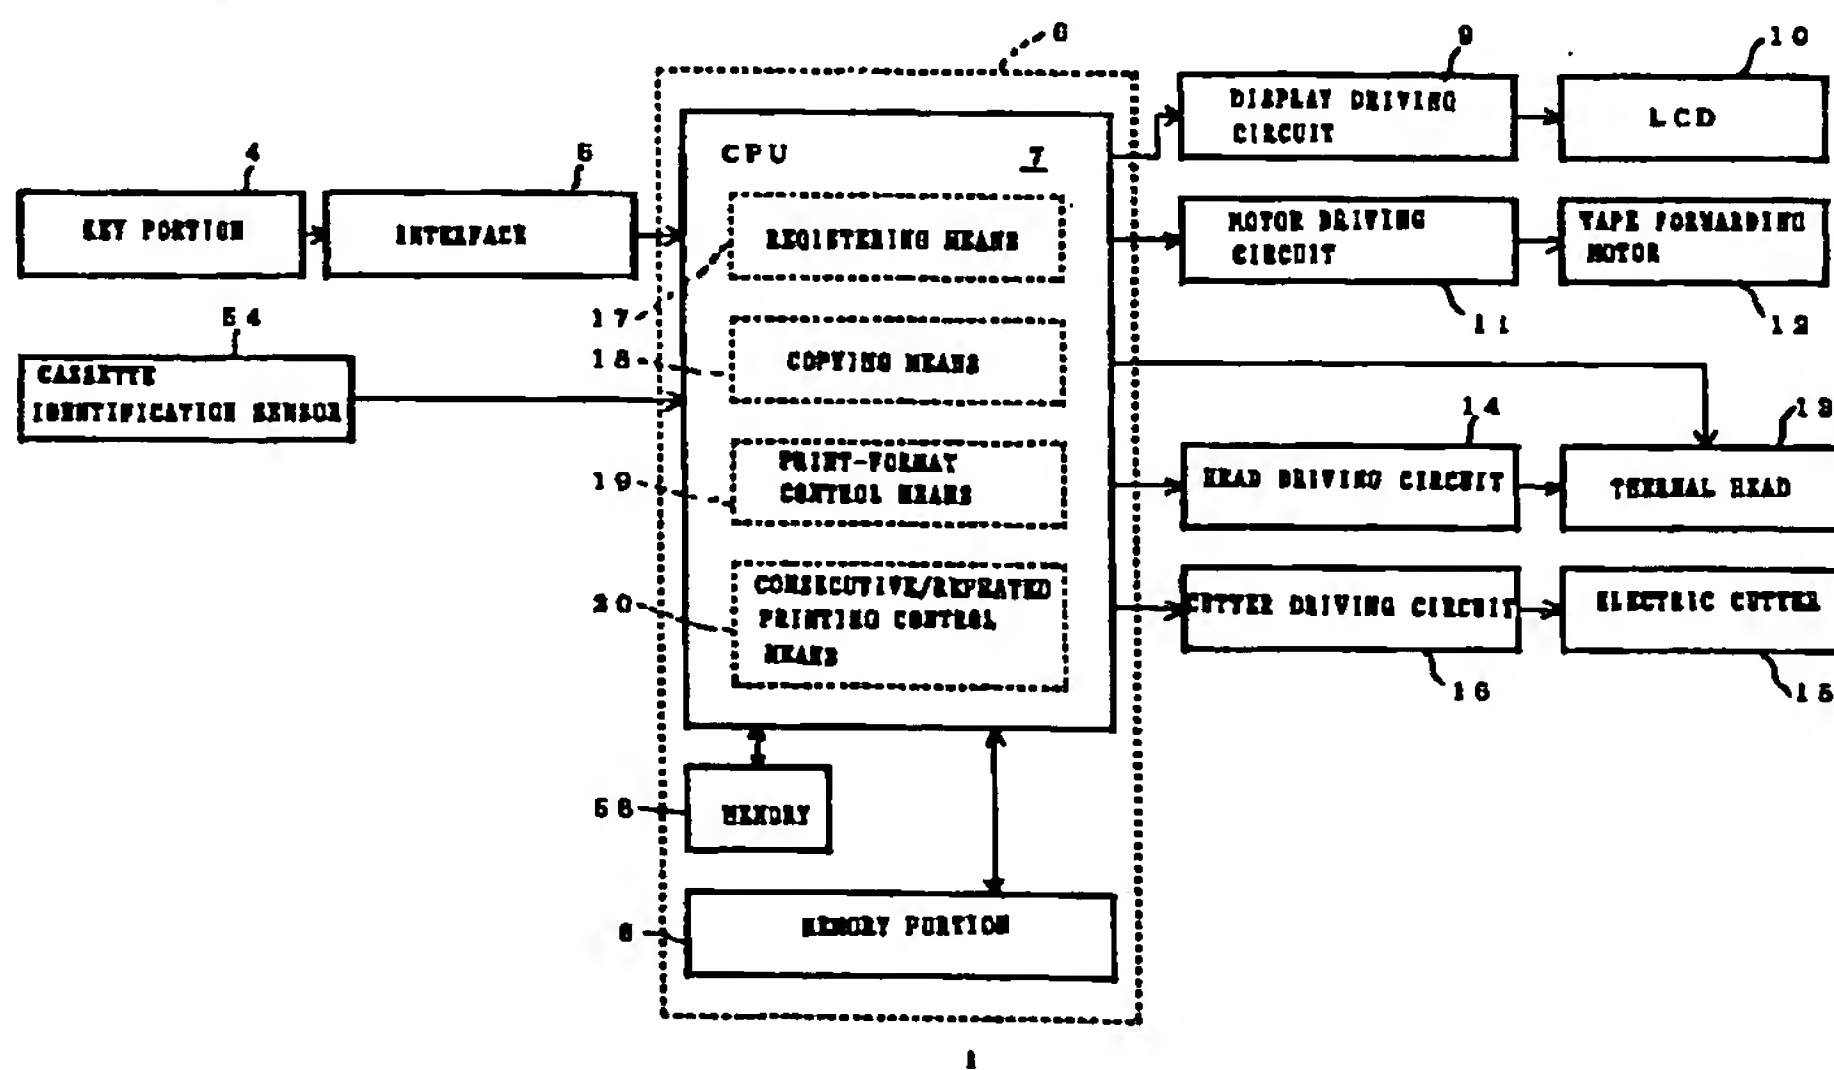 9
10
DISPLAY DRIVING
CIRCUIT
LCD
4
5
CPU
7
KEY PORTION
INTERFACE
REGISTERING MEANS
MOTOR DRIVING
CIRCUIT
TAPE FORWARDING
MOTOR
17
11
12
54
18
COPYING MEANS
CASSETTE
IDENTIFICATION SENSOR
14
13
19
PRINT-FORMAT
CONTROL MEANS
HEAD DRIVING CIRCUIT
THERMAL HEAD
20
CONSECUTIVE/REPEATED
PRINTING CONTROL
MEANS
CUTTER DRIVING CIRCUIT
ELECTRIC CUTTER
16
15
MEMORY
MEMORY PORTION
1